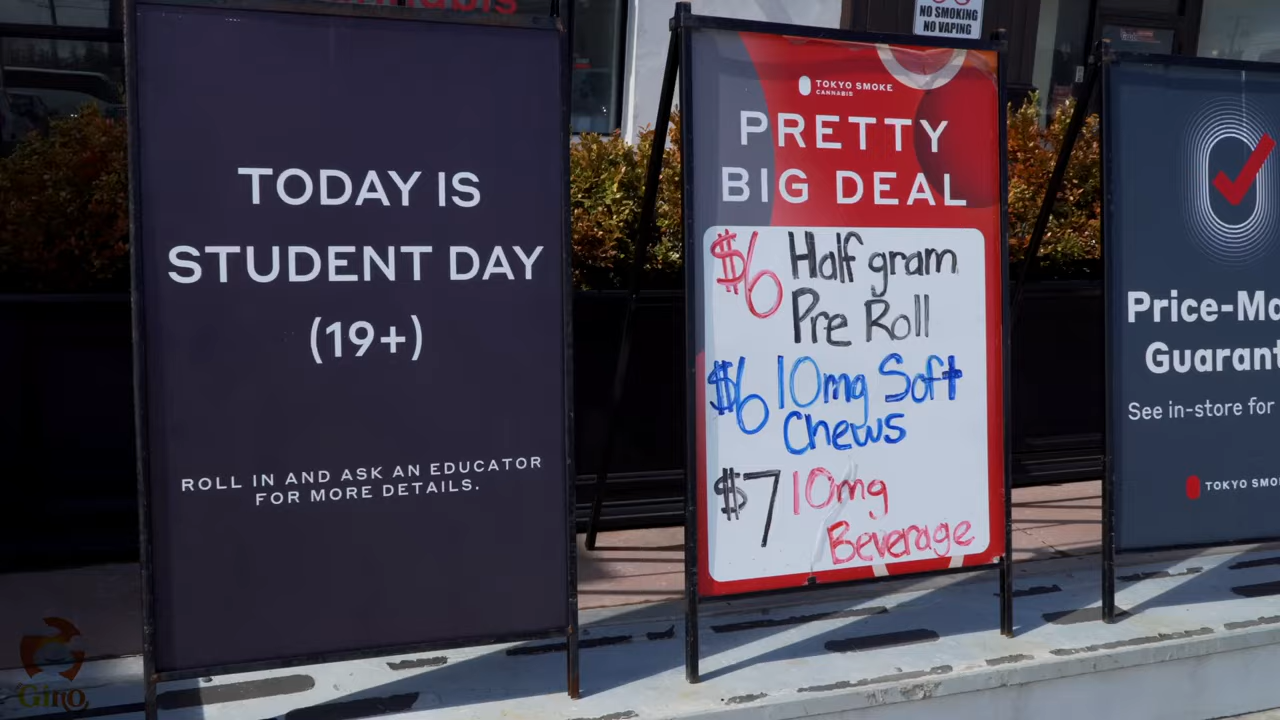 NO SMOKING
NO VAPING
TODAY IS
STUDENT DAY
(19+)
ROLL IN AND ASK AN EDUCATOR
FOR MORE DETAILS.
TOKYO SMOKE
CANNABIS
PRETTY
BIG DEAL
$6 Half gram
Pre Roll
$6 10mg Soft
Chews
$7 10mg
Beverage
Price-Ma
Guarant
See in-store for
TOKYO SMO
GIRO